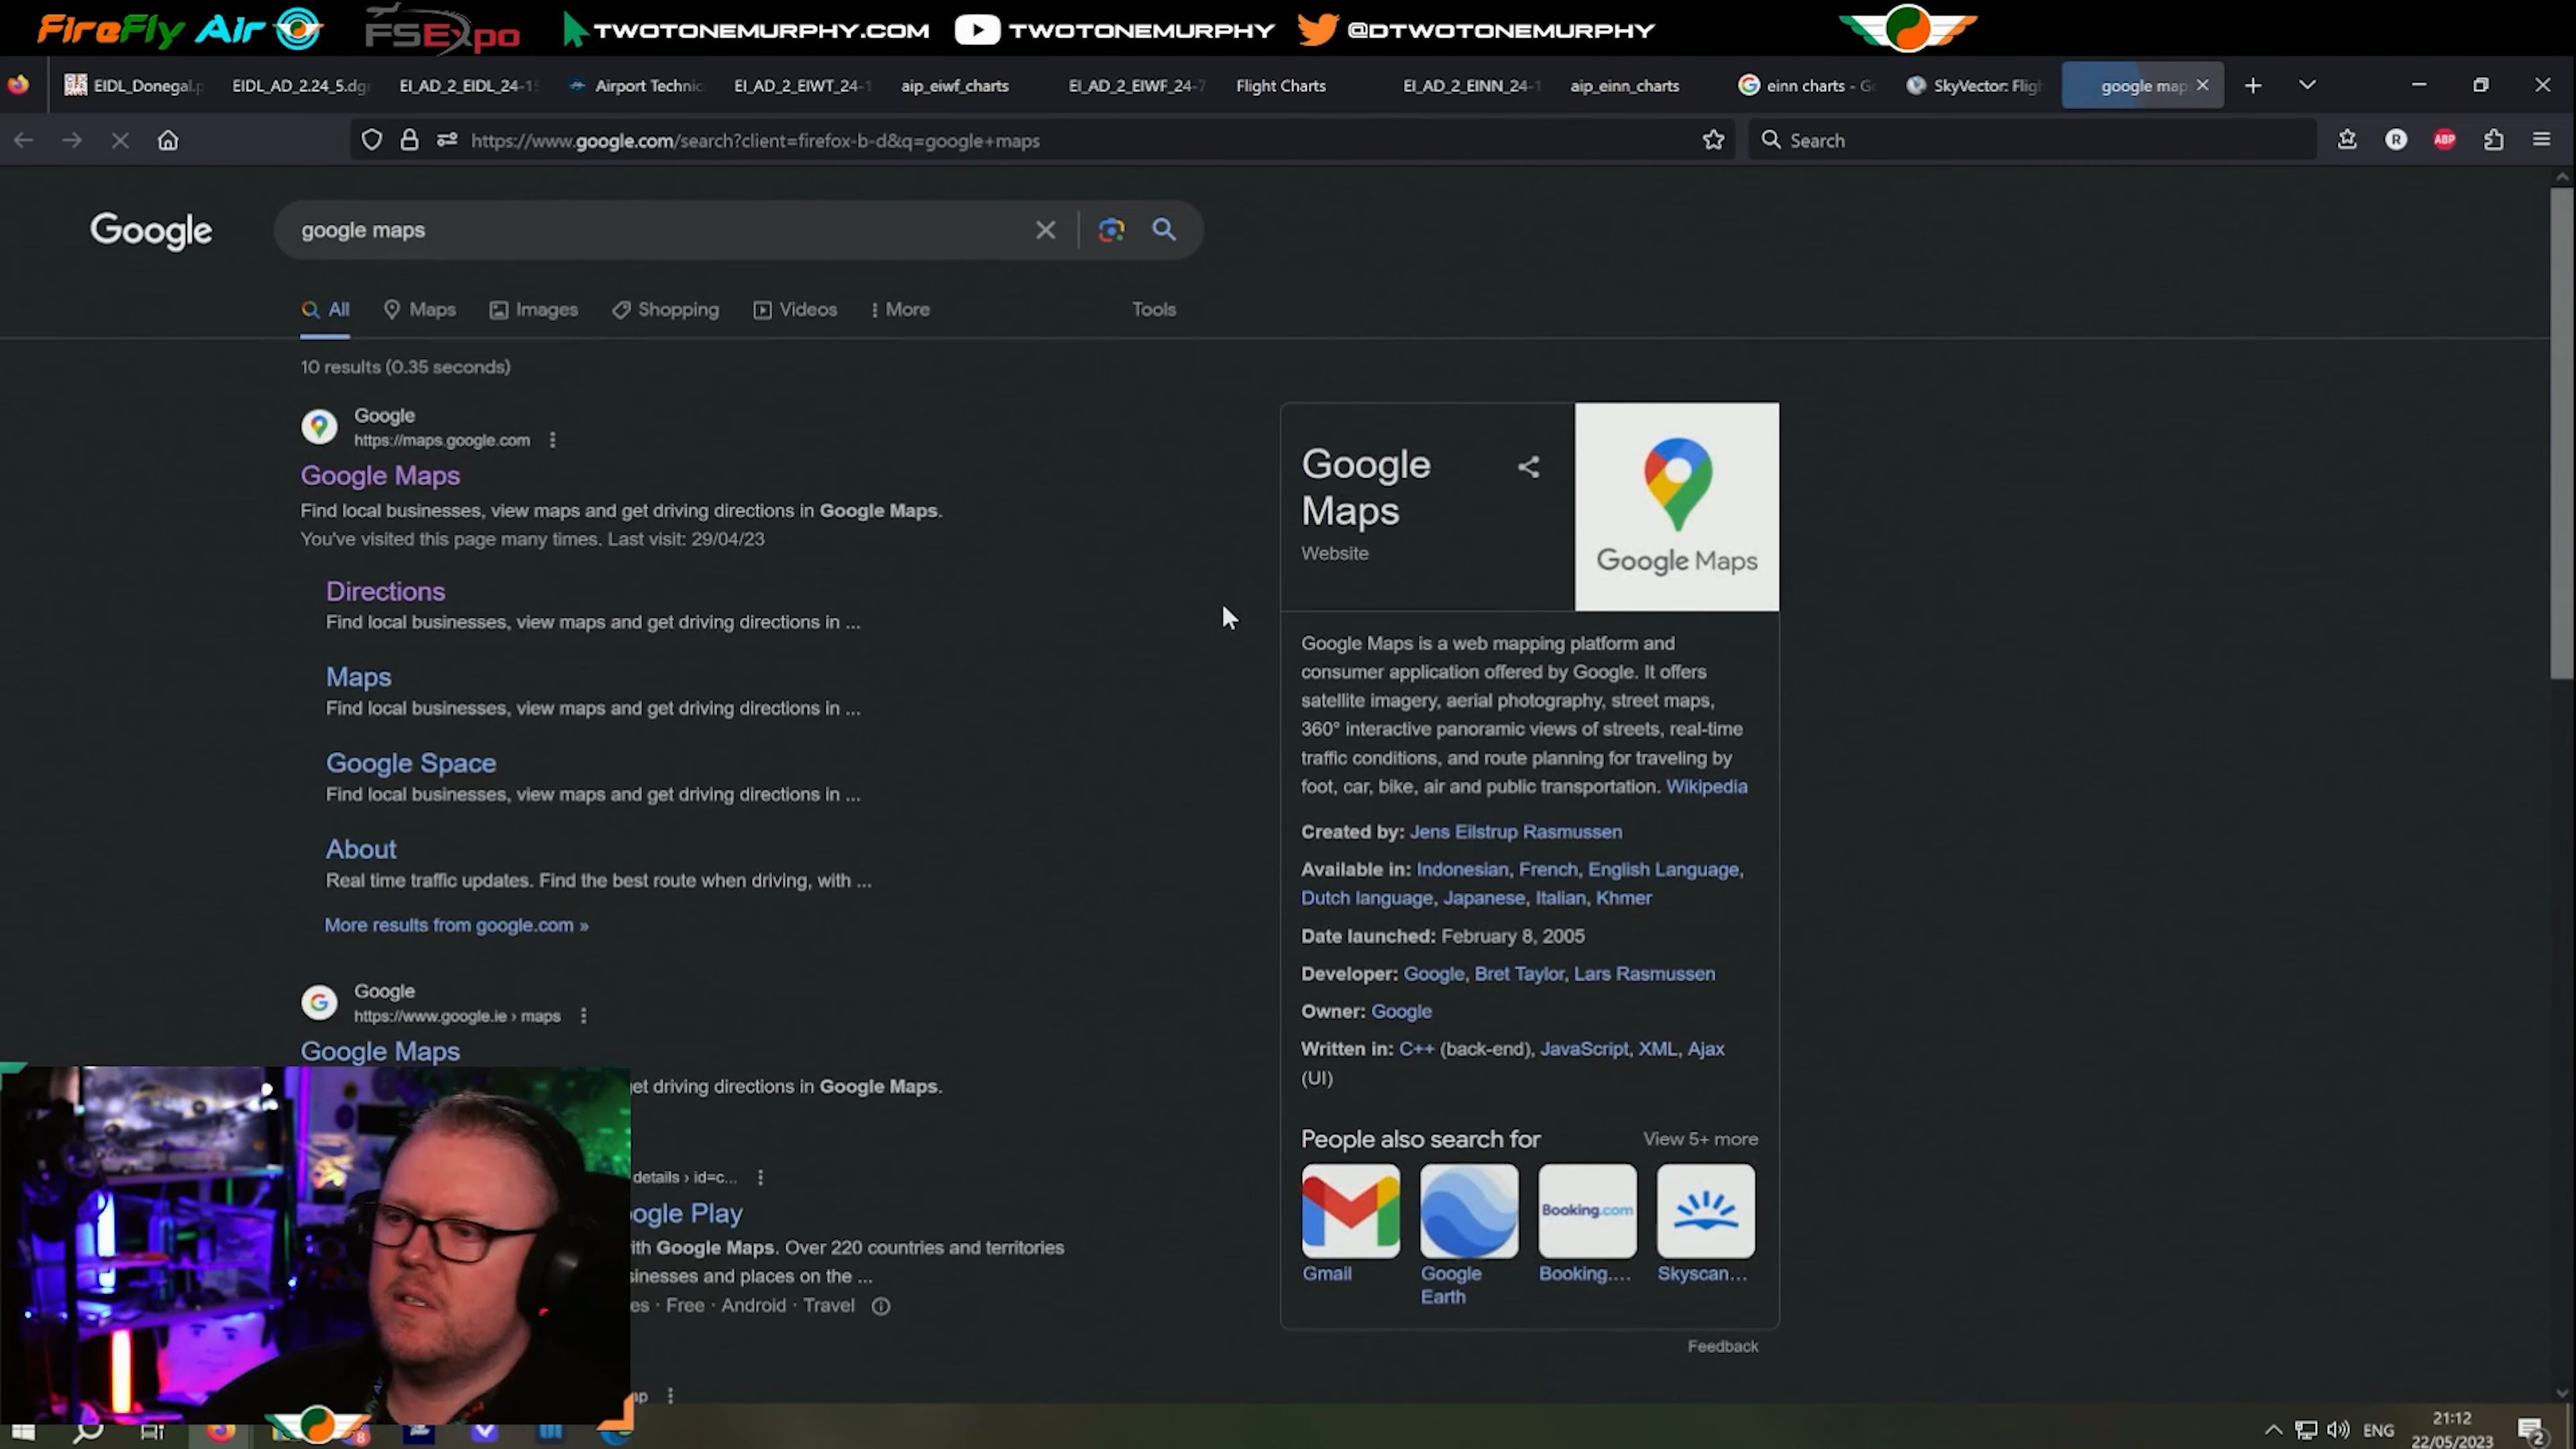 FireFly Air
FSExpo
TWOTONEMURPHY.COM
TWOTONEMURPHY
@DTWOTONEMURPHY
EIDL_Donegal.p
EIDL_AD_2.24_5.dgr
EI_AD_2_EIDL_24-1
Airport Technic
EI_AD_2_EIWT_24-1
aip_eiwf_charts
EI_AD_2_EIWF_24-7
Flight Charts
EI_AD_2_EINN_24-1
aip_einn_charts
einn charts - Go
SkyVector: Fligh
google map
https://www.google.com/search?client=firefox-b-d&q=google+maps
Search
R
ABP
Google
google maps
All
Maps
Images
Shopping
Videos
More
Tools
10 results (0.35 seconds)
Google
https://maps.google.com
Google Maps
Find local businesses, view maps and get driving directions in Google Maps.
You've visited this page many times. Last visit: 29/04/23
Directions
Find local businesses, view maps and get driving directions in ...
Maps
Find local businesses, view maps and get driving directions in ...
Google Space
Find local businesses, view maps and get driving directions in ...
About
Real time traffic updates. Find the best route when driving, with ...
More results from google.com »
Google
https://www.google.ie › maps
Google Maps
get driving directions in Google Maps.
details › id=c...
ogle Play
ith Google Maps. Over 220 countries and territories
sinesses and places on the ...
es · Free · Android · Travel
Google
Maps
Website
Google Maps
Google Maps is a web mapping platform and
consumer application offered by Google. It offers
satellite imagery, aerial photography, street maps,
360° interactive panoramic views of streets, real-time
traffic conditions, and route planning for traveling by
foot, car, bike, air and public transportation. Wikipedia
Created by: Jens Eilstrup Rasmussen
Available in: Indonesian, French, English Language,
Dutch language, Japanese, Italian, Khmer
Date launched: February 8, 2005
Developer: Google, Bret Taylor, Lars Rasmussen
Owner: Google
Written in: C++ (back-end), JavaScript, XML, Ajax
(UI)
People also search for
View 5+ more
Booking.com
Gmail
Google
Earth
Booking....
Skyscan...
Feedback
8
ENG
21:12
22/05/2023
2